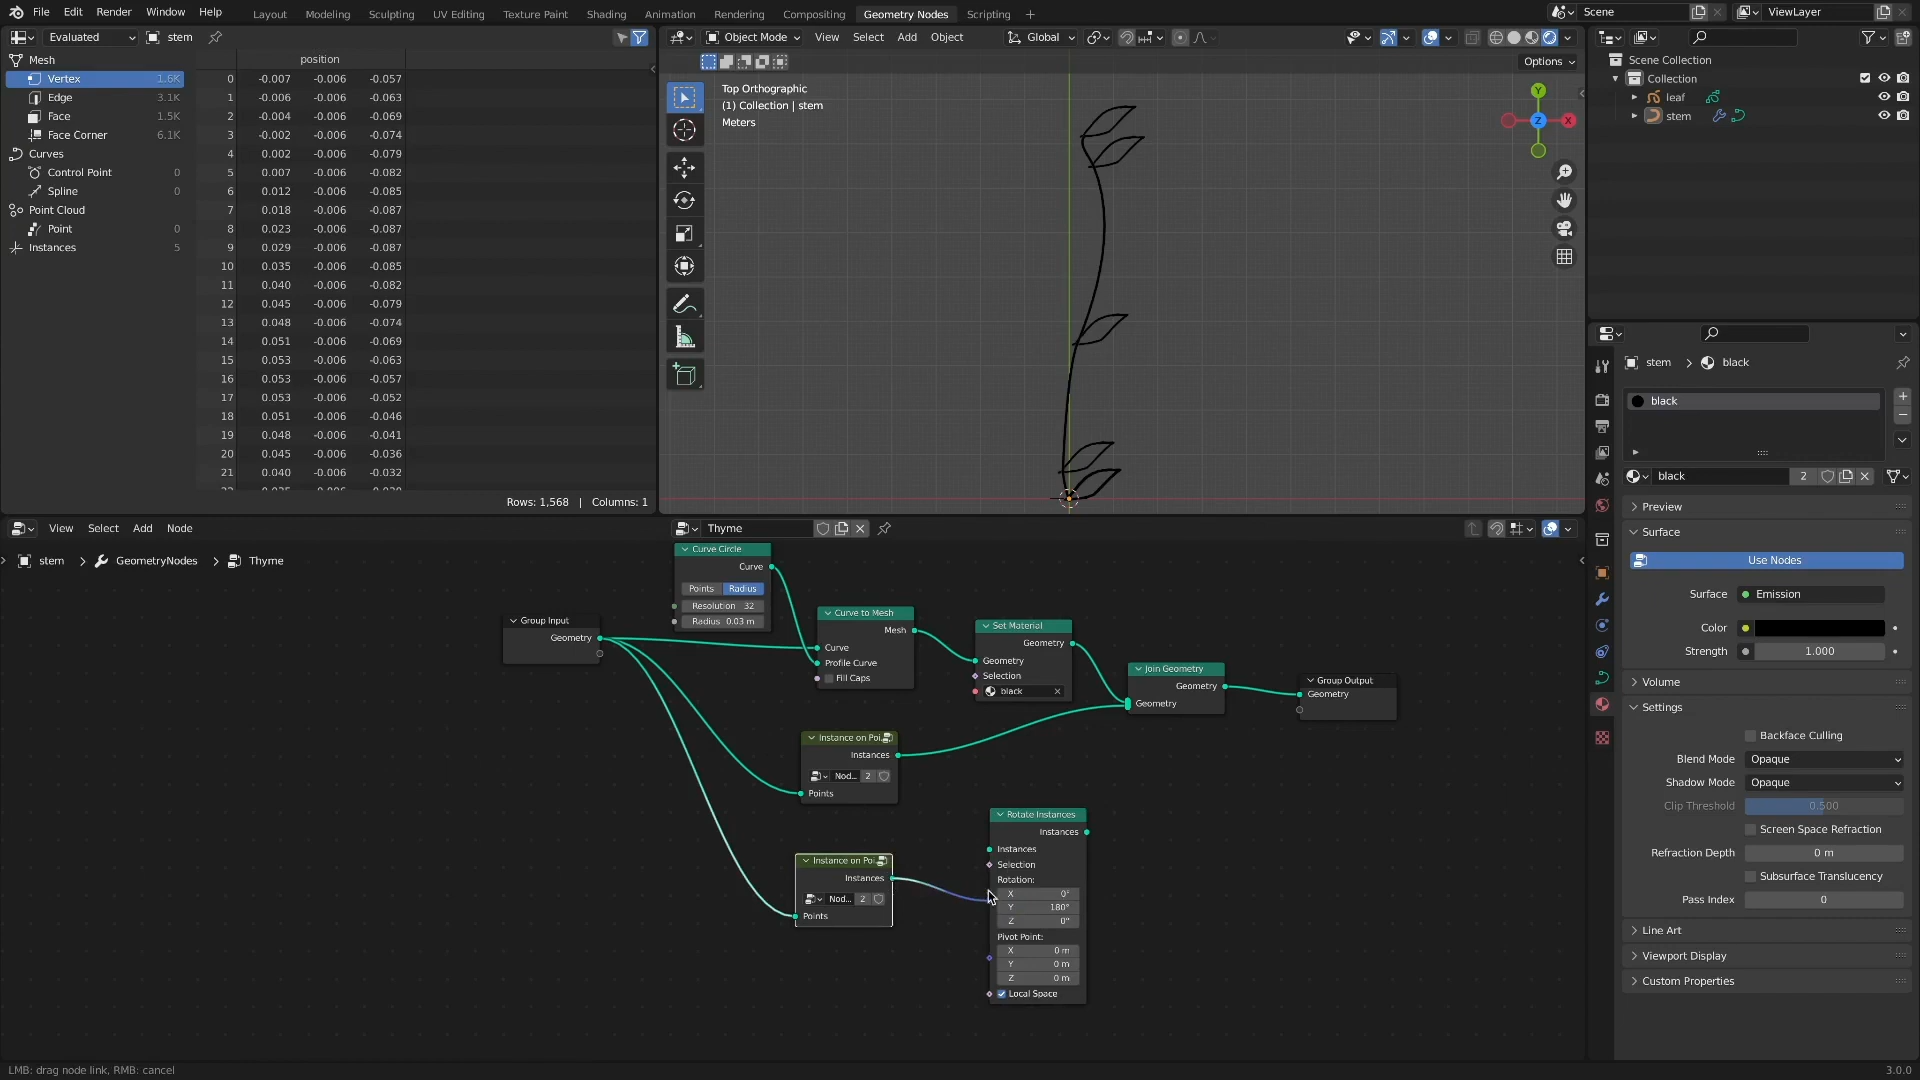 File Edit Render Window Help
Layout Modeling Sculpting UV Editing Texture Paint Shading Animation Rendering Compositing Geometry Nodes Scripting
Scene
ViewLayer
Evaluated stem
Object Mode View Select Add Object Global
Options
position
Mesh
Vertex 1.6K
Edge 3.1K
Face 1.5K
Face Corner 6.1K
Curves
Control Point 0
Spline 0
Point Cloud
Point 0
Instances 5
0 -0.007 -0.006 -0.057
1 -0.006 -0.006 -0.063
2 -0.004 -0.006 -0.069
3 -0.002 -0.006 -0.074
4 0.002 -0.006 -0.079
5 0.007 -0.006 -0.082
6 0.012 -0.006 -0.085
7 0.018 -0.006 -0.087
8 0.023 -0.006 -0.087
9 0.029 -0.006 -0.087
10 0.035 -0.006 -0.085
11 0.040 -0.006 -0.082
12 0.045 -0.006 -0.079
13 0.048 -0.006 -0.074
14 0.051 -0.006 -0.069
15 0.053 -0.006 -0.063
16 0.053 -0.006 -0.057
17 0.053 -0.006 -0.052
18 0.051 -0.006 -0.046
19 0.048 -0.006 -0.041
20 0.045 -0.006 -0.036
21 0.040 -0.006 -0.032
Rows: 1,568 | Columns: 1
Top Orthographic
(1) Collection | stem
Meters
Y
Z
X
Scene Collection
Collection
leaf
stem
stem > black
black
black 2
Preview
Surface
Use Nodes
Surface Emission
Color
Strength 1.000
Volume
Settings
Backface Culling
Blend Mode Opaque
Shadow Mode Opaque
Clip Threshold 0.500
Screen Space Refraction
Refraction Depth 0 m
Subsurface Translucency
Pass Index 0
Line Art
Viewport Display
Custom Properties
View Select Add Node
Thyme
stem > GeometryNodes > Thyme
Curve Circle
Curve
Points Radius
Resolution 32
Radius 0.03 m
Group Input
Geometry
Curve to Mesh
Mesh
Curve
Profile Curve
Fill Caps
Set Material
Geometry
Geometry
Selection
black
Join Geometry
Geometry
Geometry
Group Output
Geometry
Instance on Poi..
Instances
Nod... 2
Points
Instance on Poi
Instances
Nod... 2
Points
Rotate Instances
Instances
Instances
Selection
Rotation:
X 0°
Y 180°
Z 0°
Pivot Point:
X 0 m
Y 0 m
Z 0 m
Local Space
LMB: drag node link, RMB: cancel
3.0.0